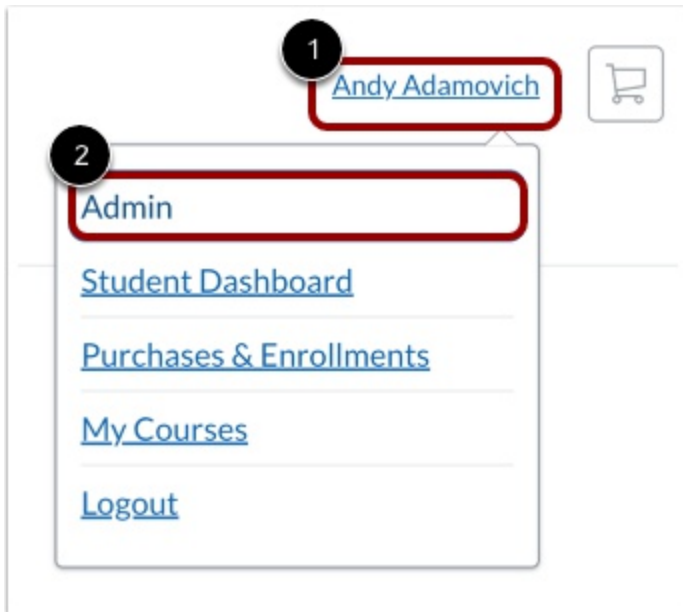 1
Andy Adamovich
2
Admin
Student Dashboard
Purchases & Enrollments
My Courses
Logout